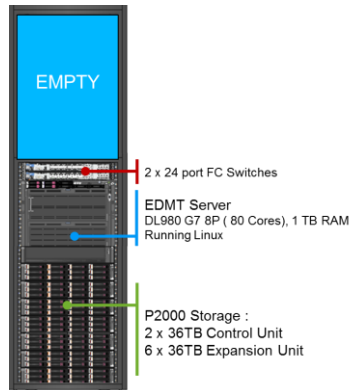 EMPTY
2 x 24 port FC Switches
EDMT Server
DL980 G7 8P ( 80 Cores), 1 TB RAM
Running Linux
P2000 Storage :
2 x 36TB Control Unit
6 x 36TB Expansion Unit